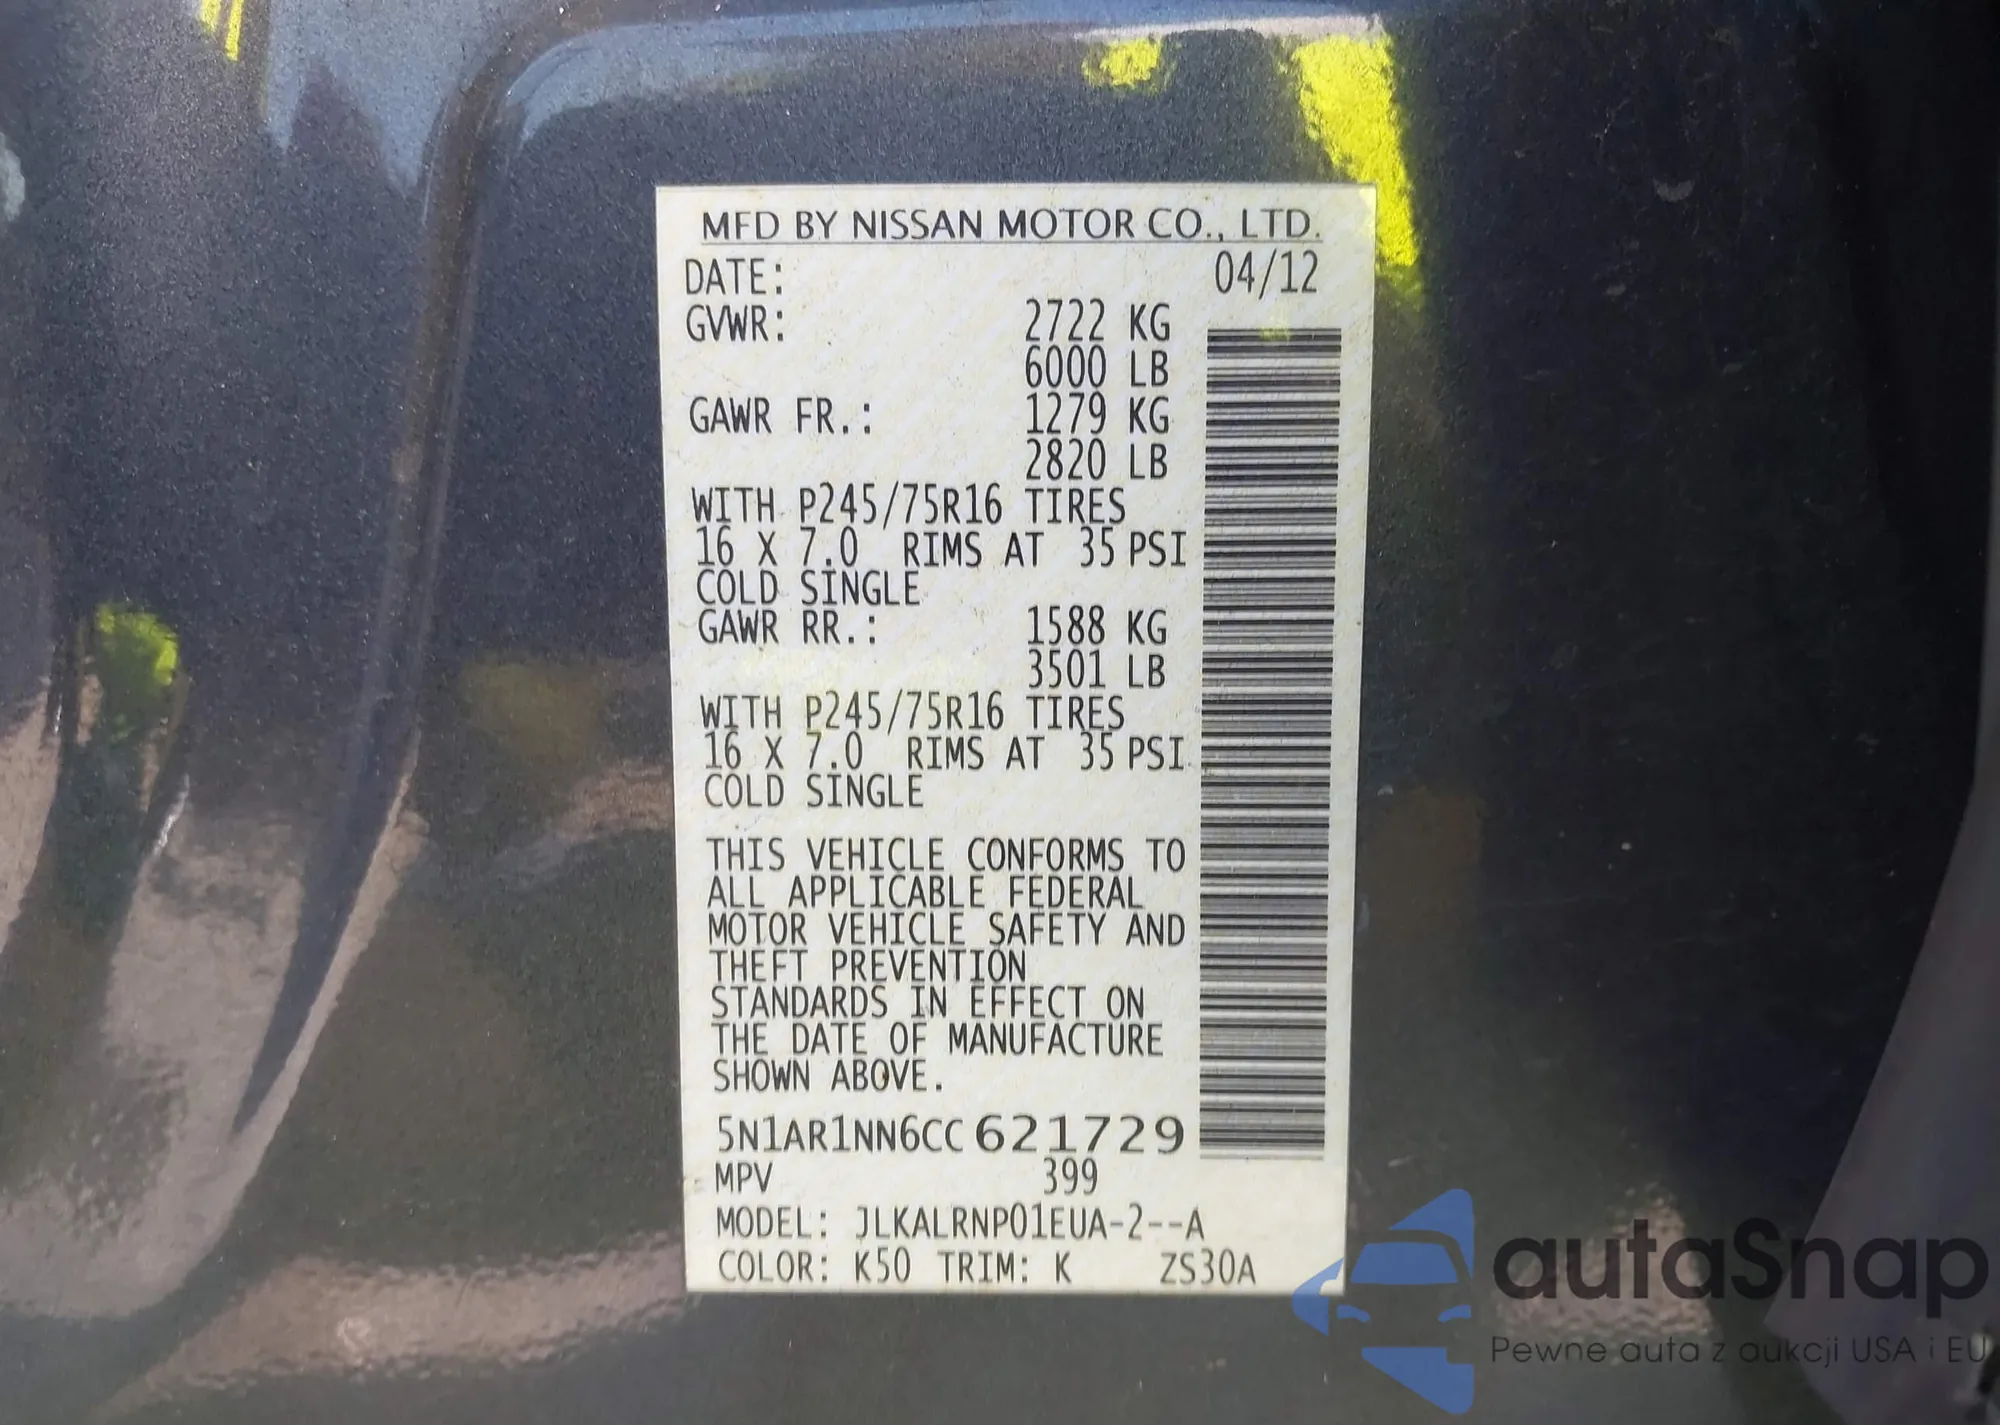 MFD BY NISSAN MOTOR CO., LTD.
DATE: 04/12
GVWR: 2722 KG
6000 LB
GAWR FR.: 1279 KG
2820 LB
WITH P245/75R16 TIRES
16 X 7.0 RIMS AT 35 PSI
COLD SINGLE
GAWR RR.: 1588 KG
3501 LB
WITH P245/75R16 TIRES
16 X 7.0 RIMS AT 35 PSI
COLD SINGLE
THIS VEHICLE CONFORMS TO
ALL APPLICABLE FEDERAL
MOTOR VEHICLE SAFETY AND
THEFT PREVENTION
STANDARDS IN EFFECT ON
THE DATE OF MANUFACTURE
SHOWN ABOVE.
5N1AR1NN6CC621729
MPV 399
MODEL: JLKALRNP01EUA-2--A
COLOR: K50 TRIM: K ZS30A
autaSnap
Pewne auta z aukcji USA i EU